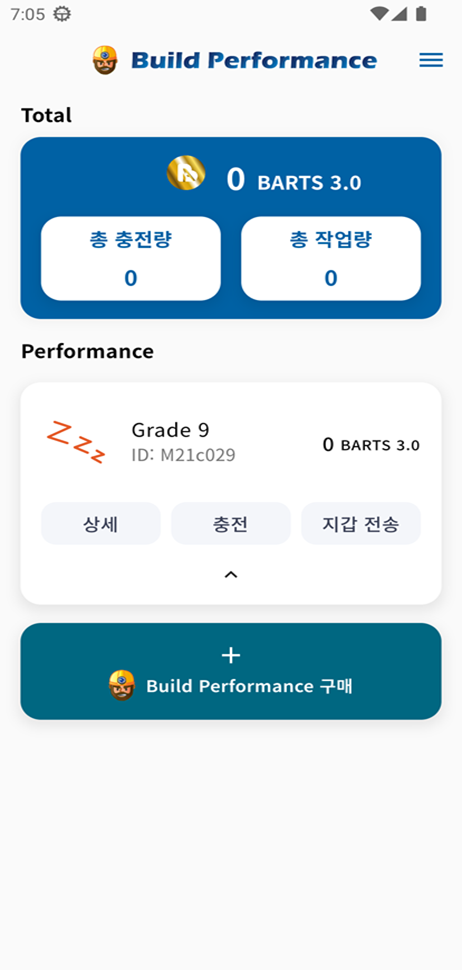 7:05
Build Performance
Total
0 BARTS 3.0
총 충전량
0
총 작업량
0
Performance
Grade 9
ID: M21c029
0 BARTS 3.0
상세
충전
지갑 전송
+
Build Performance 구매